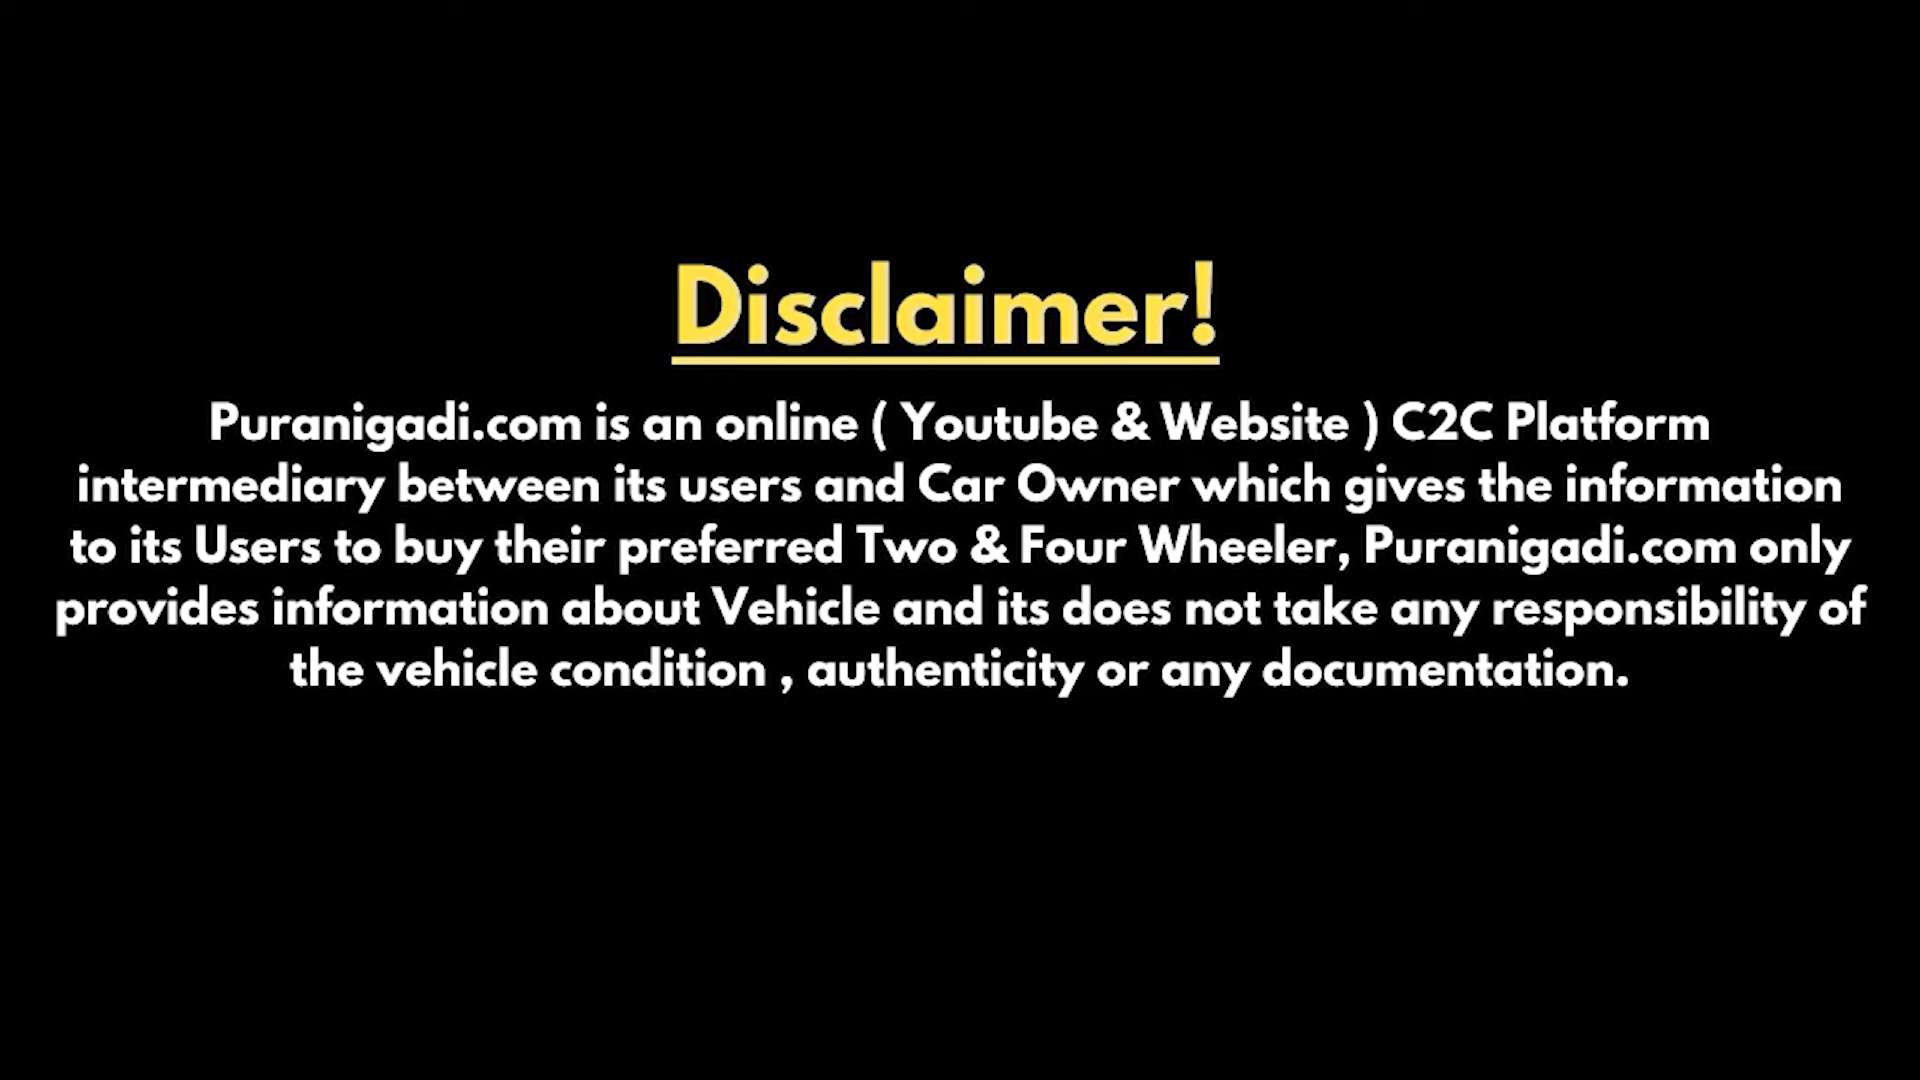 Disclaimer!
Puranigadi.com is an online ( Youtube & Website ) C2C Platform
intermediary between its users and Car Owner which gives the information
to its Users to buy their preferred Two & Four Wheeler, Puranigadi.com only
provides information about Vehicle and its does not take any responsibility of
the vehicle condition , authenticity or any documentation.